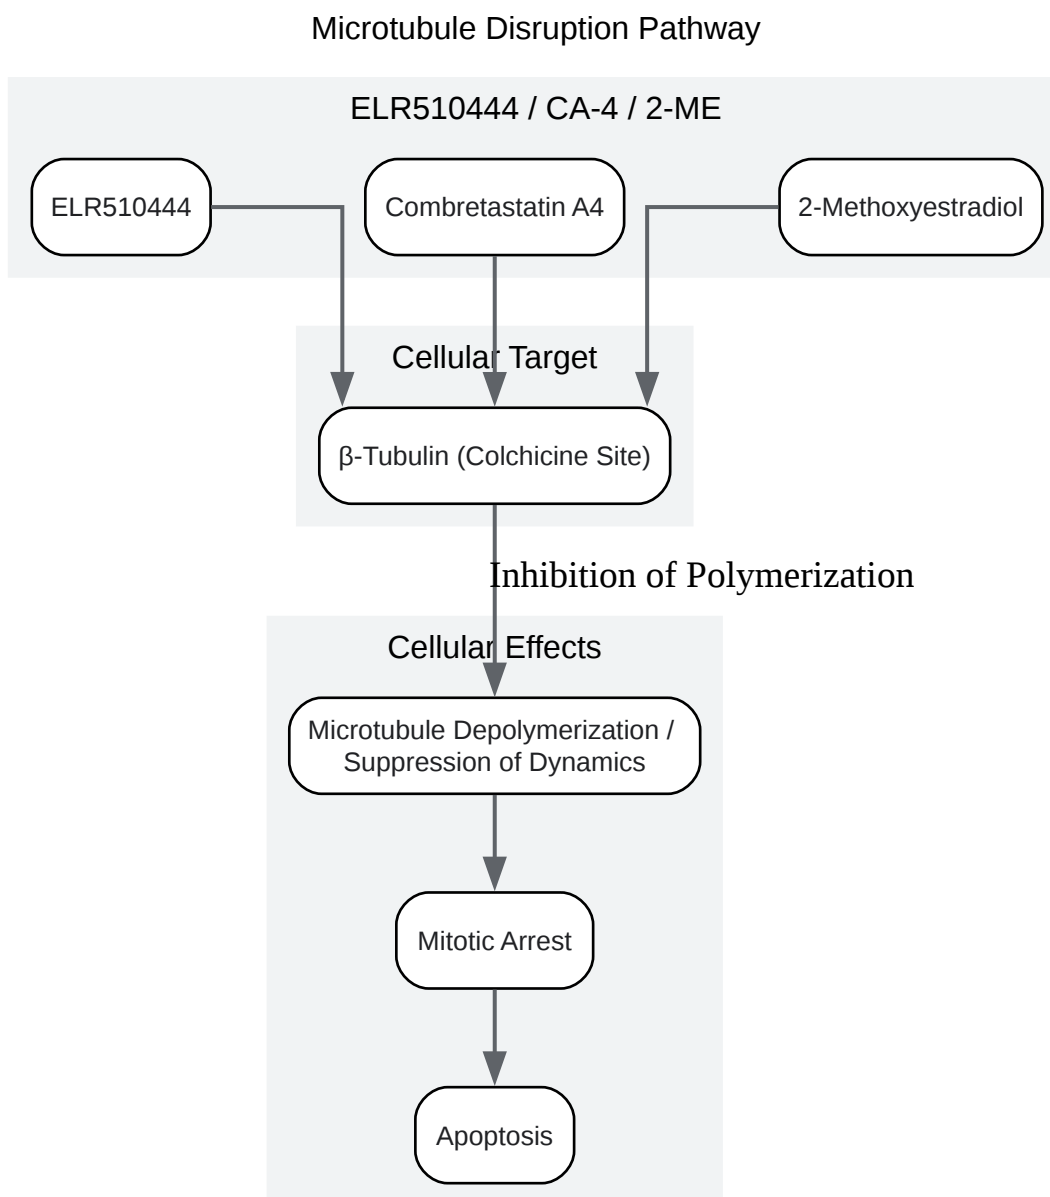 Microtubule Disruption Pathway
ELR510444 / CA-4 / 2-ME
ELR510444
Combretastatin A4
2-Methoxyestradiol
Cellular Target
β-Tubulin (Colchicine Site)
Inhibition of Polymerization
Cellular Effects
Microtubule Depolymerization /
Suppression of Dynamics
Mitotic Arrest
Apoptosis